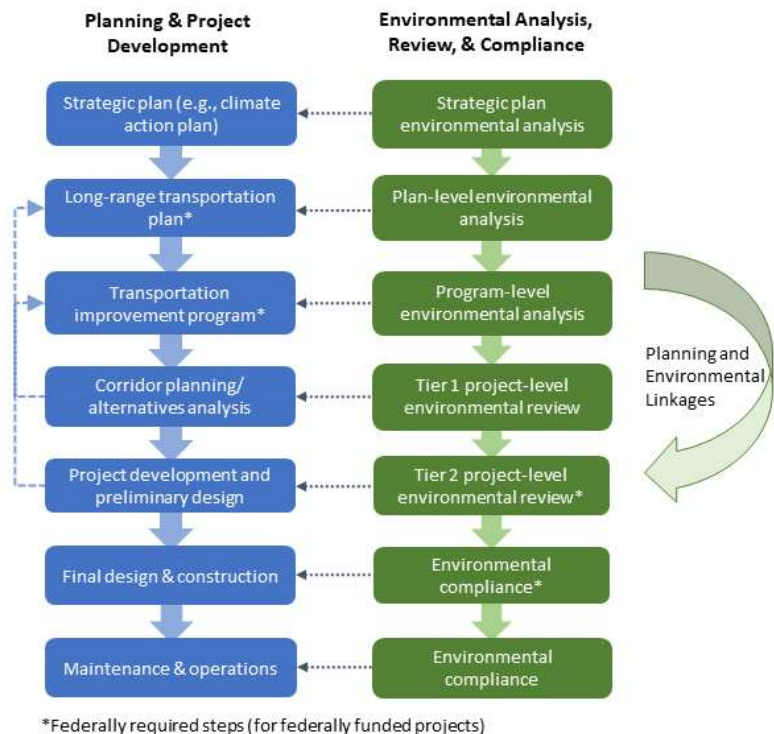 Planning & Project
Development
Environmental Analysis,
Review, & Compliance
Strategic plan (e.g., climate
action plan)
Strategic plan
environmental analysis
Long-range transportation
plan*
Plan-level environmental
analysis
Transportation
improvement program*
Program-level
environmental analysis
Planning and
Environmental
Linkages
Corridor planning/
alternatives analysis
Tier 1 project-level
environmental review
Project development and
preliminary design
Tier 2 project-level
environmental review*
Final design & construction
Environmental
compliance*
Maintenance & operations
Environmental
compliance
*Federally required steps (for federally funded projects)